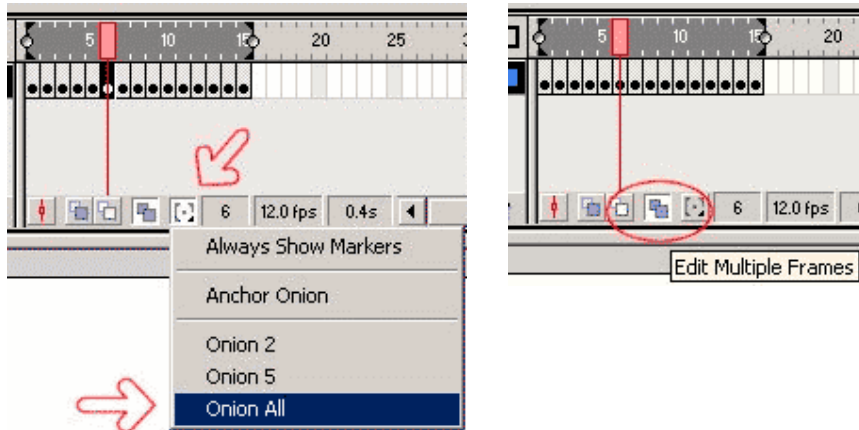 5 10 15 20 25
6 12.0 fps 0.4s
Always Show Markers
Anchor Onion
Onion 2
Onion 5
Onion All
5 10 15 20
6 12.0 fps
Edit Multiple Frames